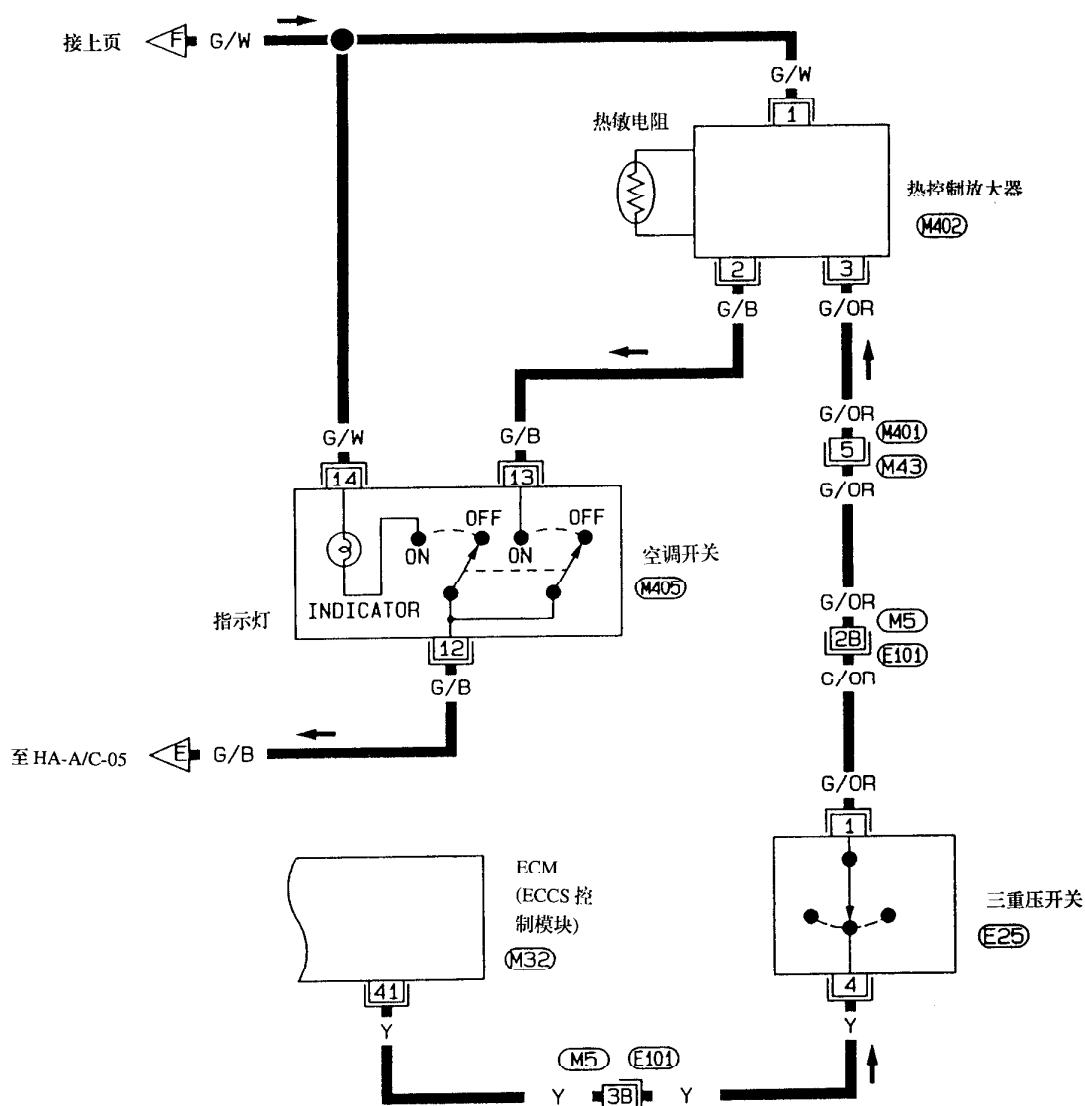 接上页 F G/W
G/W
1
热敏电阻
热控制放大器
M402
2 3
G/B G/OR
G/OR
M401
5
M43
G/OR
G/W G/B
14 13
OFF OFF
ON ON
空调开关
M405
INDICATOR
指示灯
12
G/B
G/OR
M5
2B
E101
G/OR
至 HA-A/C-05 E G/B
G/OR
1
ECM
(ECCS 控
制模块)
M32
三重压开关
E25
41
4
Y Y
M5 E101
Y 3B Y